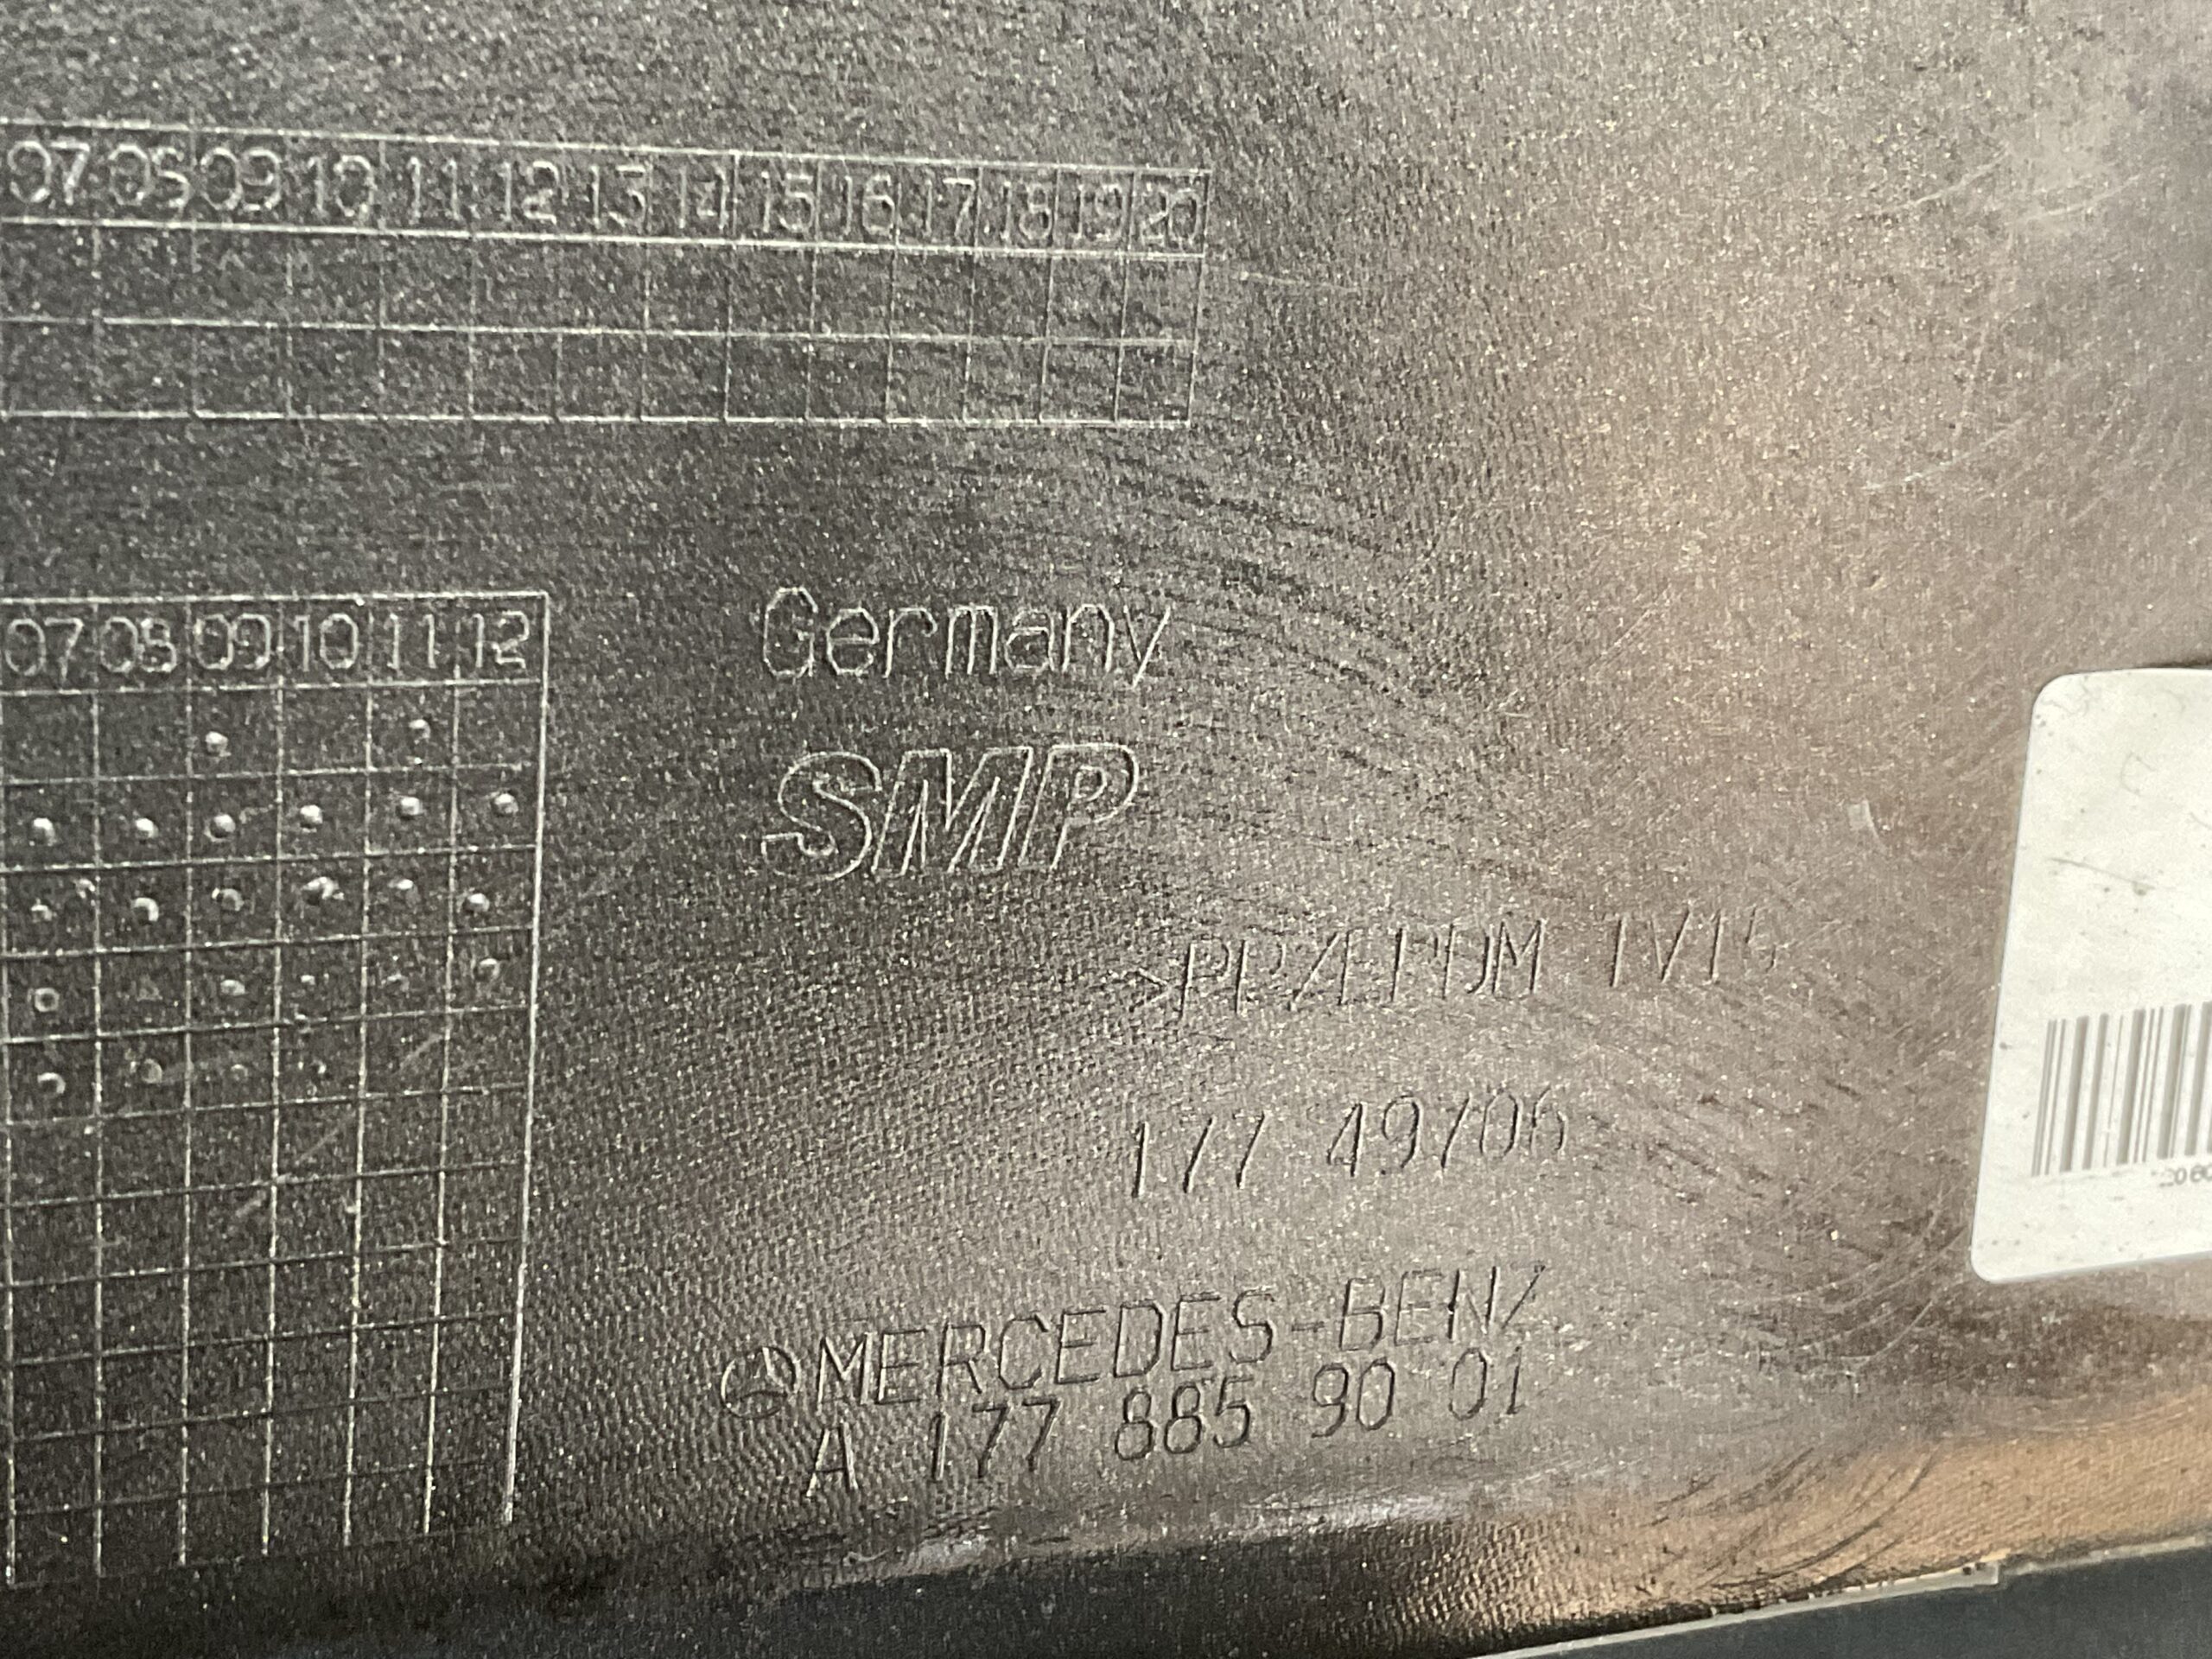 07 08 09 10 11 12 13 14 15 16 17 18 19 20
07 08 09 10 11 12
Germany
SMP
>PP/EPDM
177 49706
MERCEDES-BENZ
A 177 885 90 01